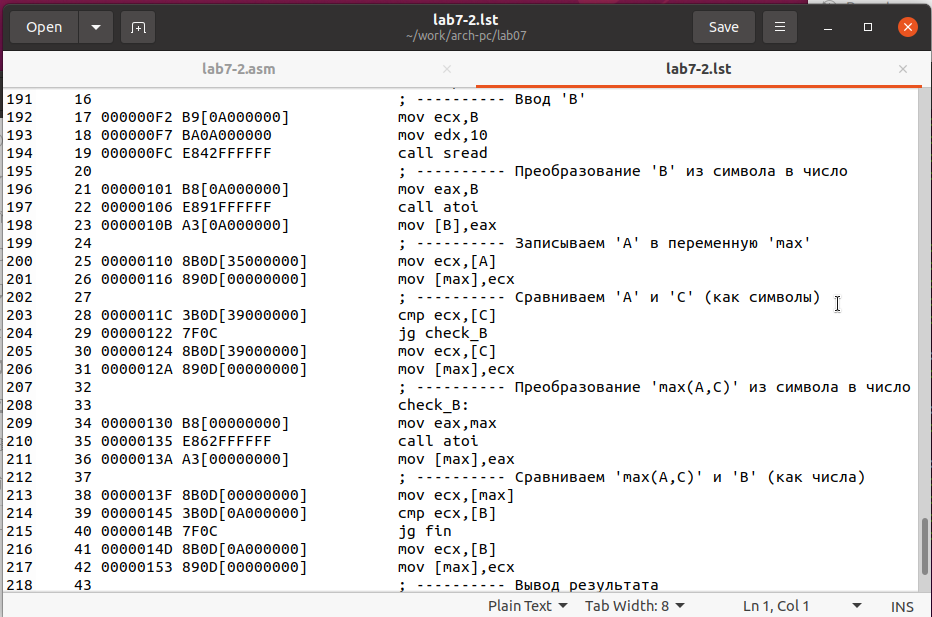 Open
lab7-2.lst
~/work/arch-pc/lab07
Save
lab7-2.asm
lab7-2.lst
191 16 ; ---------- Ввод 'B'
192 17 000000F2 B9[0A000000] mov ecx,B
193 18 000000F7 BA0A000000 mov edx,10
194 19 000000FC E842FFFFFF call sread
195 20 ; ---------- Преобразование 'B' из символа в число
196 21 00000101 B8[0A000000] mov eax,B
197 22 00000106 E891FFFFFF call atoi
198 23 0000010B A3[0A000000] mov [B],eax
199 24 ; ---------- Записываем 'A' в переменную 'max'
200 25 00000110 8B0D[35000000] mov ecx,[A]
201 26 00000116 890D[00000000] mov [max],ecx
202 27 ; ---------- Сравниваем 'A' и 'С' (как символы)
203 28 0000011C 3B0D[39000000] cmp ecx,[C]
204 29 00000122 7F0C jg check_B
205 30 00000124 8B0D[39000000] mov ecx,[C]
206 31 0000012A 890D[00000000] mov [max],ecx
207 32 ; ---------- Преобразование 'max(A,C)' из символа в число
208 33 check_B:
209 34 00000130 B8[00000000] mov eax,max
210 35 00000135 E862FFFFFF call atoi
211 36 0000013A A3[00000000] mov [max],eax
212 37 ; ---------- Сравниваем 'max(A,C)' и 'B' (как числа)
213 38 0000013F 8B0D[00000000] mov ecx,[max]
214 39 00000145 3B0D[0A000000] cmp ecx,[B]
215 40 0000014B 7F0C jg fin
216 41 0000014D 8B0D[0A000000] mov ecx,[B]
217 42 00000153 890D[00000000] mov [max],ecx
218 43 ; ---------- Вывод результата
Plain Text Tab Width: 8 Ln 1, Col 1 INS